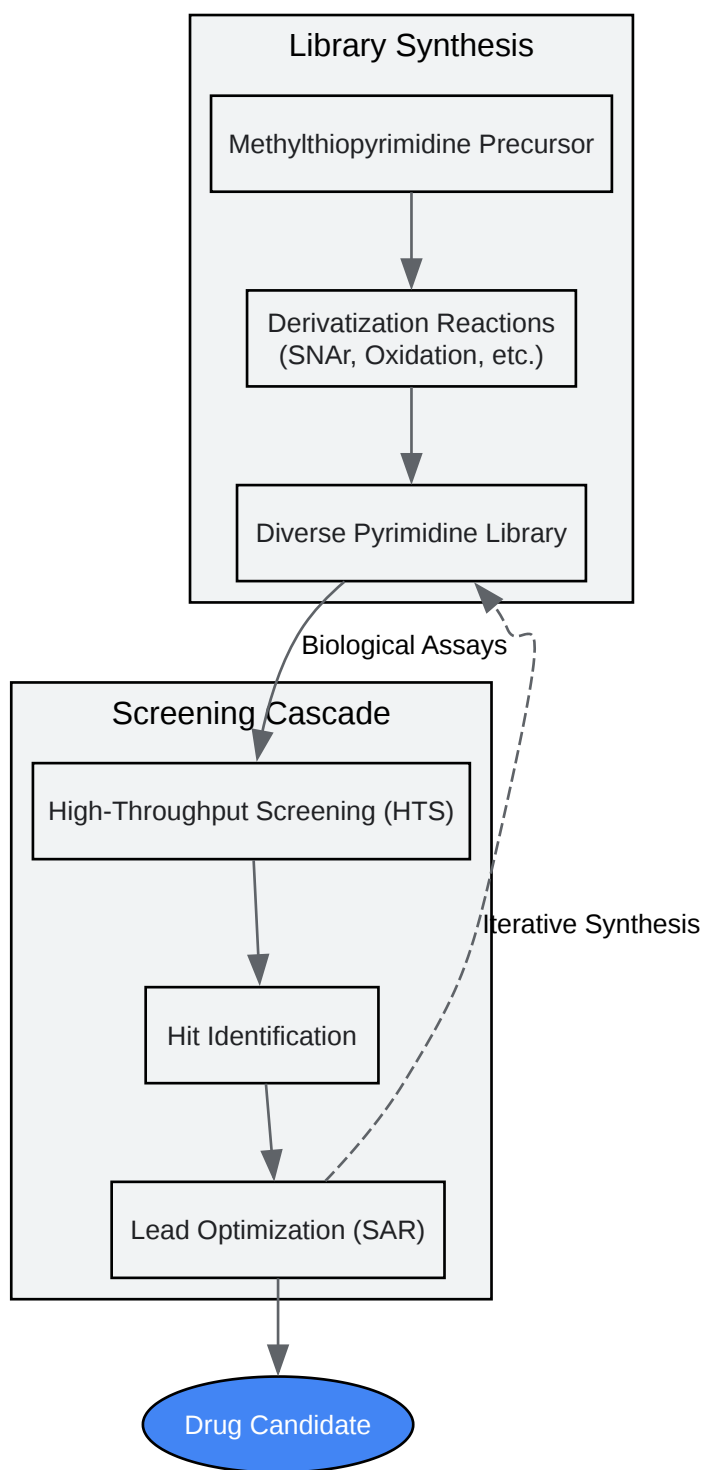 Library Synthesis
Methylthiopyrimidine Precursor
Derivatization Reactions
(SNAr, Oxidation, etc.)
Diverse Pyrimidine Library
Biological Assays
Screening Cascade
High-Throughput Screening (HTS)
Iterative Synthesis
Hit Identification
Lead Optimization (SAR)
Drug Candidate